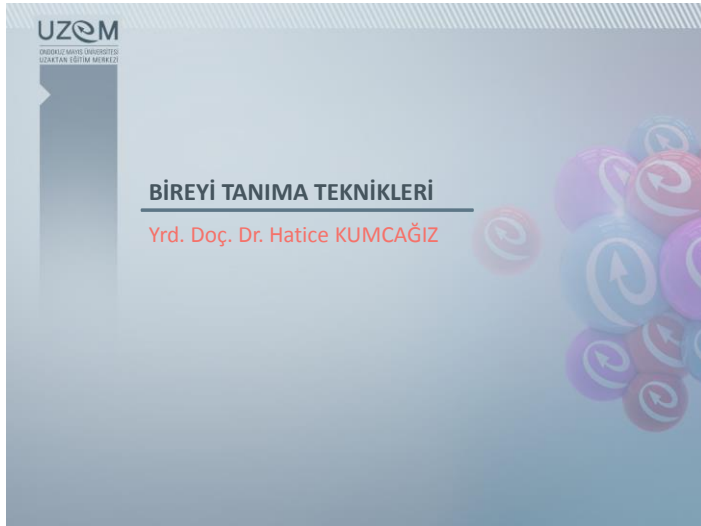 UZEM
ONDOKUZ MAYIS ÜNİVERSİTESİ
UZAKTAN EĞİTİM MERKEZİ
BİREYİ TANIMA TEKNİKLERİ
Yrd. Doç. Dr. Hatice KUMCAĞIZ